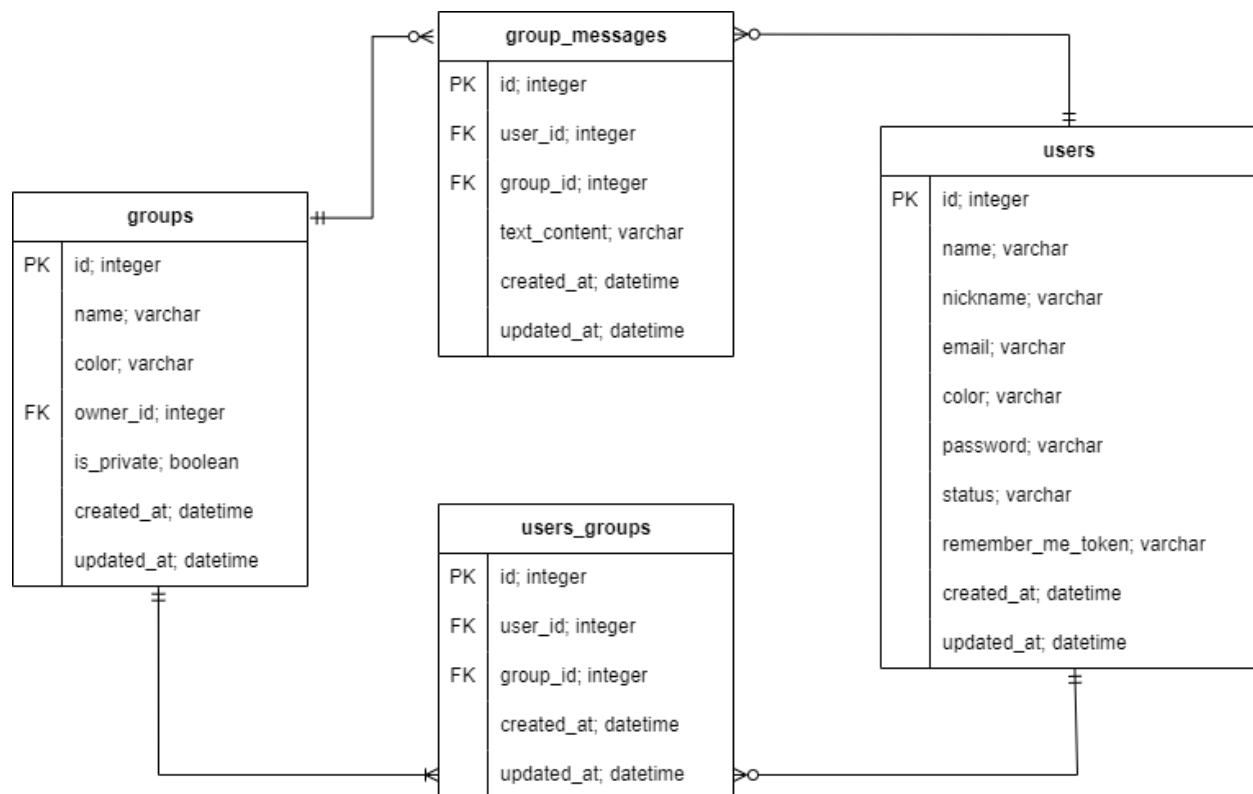 group_messages
PK id; integer
FK user_id; integer
FK group_id; integer
text_content; varchar
created_at; datetime
updated_at; datetime
users
PK id; integer
name; varchar
nickname; varchar
email; varchar
color; varchar
password; varchar
status; varchar
remember_me_token; varchar
created_at; datetime
updated_at; datetime
groups
PK id; integer
name; varchar
color; varchar
FK owner_id; integer
is_private; boolean
created_at; datetime
updated_at; datetime
users_groups
PK id; integer
FK user_id; integer
FK group_id; integer
created_at; datetime
updated_at; datetime